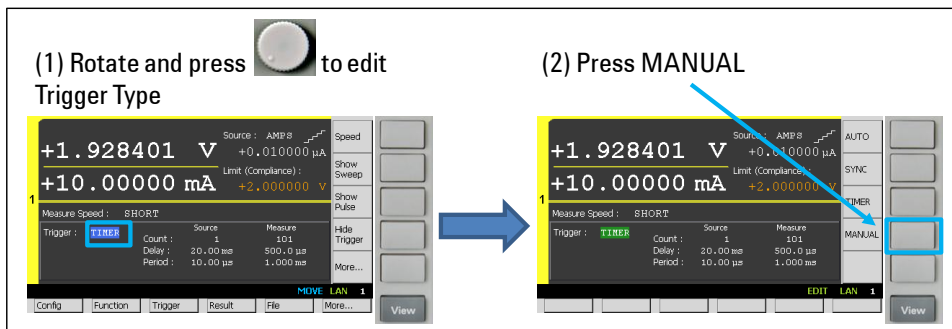 (1) Rotate and press to edit
Trigger Type
Source : AMPS
+1.928401 V +0.010000 µA
Limit (Compliance) :
+10.00000 mA +2.000000 V
1
Measure Speed : SHORT
Trigger : TIMER
Source Measure
Count : 1 101
Delay : 20.00 ms 500.0 µs
Period : 10.00 µs 1.000 ms
MOVE LAN 1
Speed
Show
Sweep
Show
Pulse
Hide
Trigger
More...
Config Function Trigger Result File More...
View
(2) Press MANUAL
Source : AMPS
+1.928401 V +0.010000 µA
Limit (Compliance) :
+10.00000 mA +2.000000 V
1
Measure Speed : SHORT
Trigger : TIMER
Source Measure
Count : 1 101
Delay : 20.00 ms 500.0 µs
Period : 10.00 µs 1.000 ms
EDIT LAN 1
AUTO
SYNC
TIMER
MANUAL
View